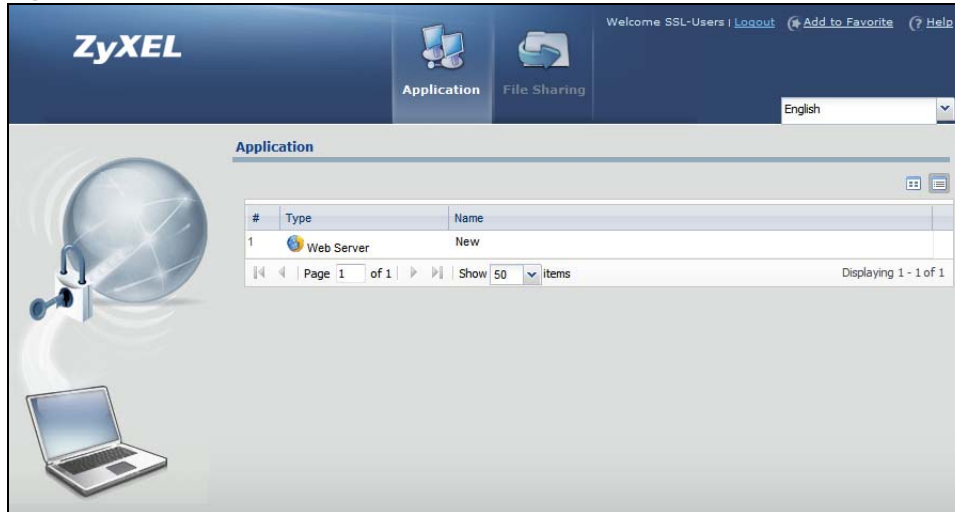 Welcome SSL-Users | Logout Add to Favorite ? Help
ZyXEL
Application File Sharing
English
Application
# Type Name
1 Web Server New
Page 1 of 1 Show 50 items Displaying 1 - 1 of 1